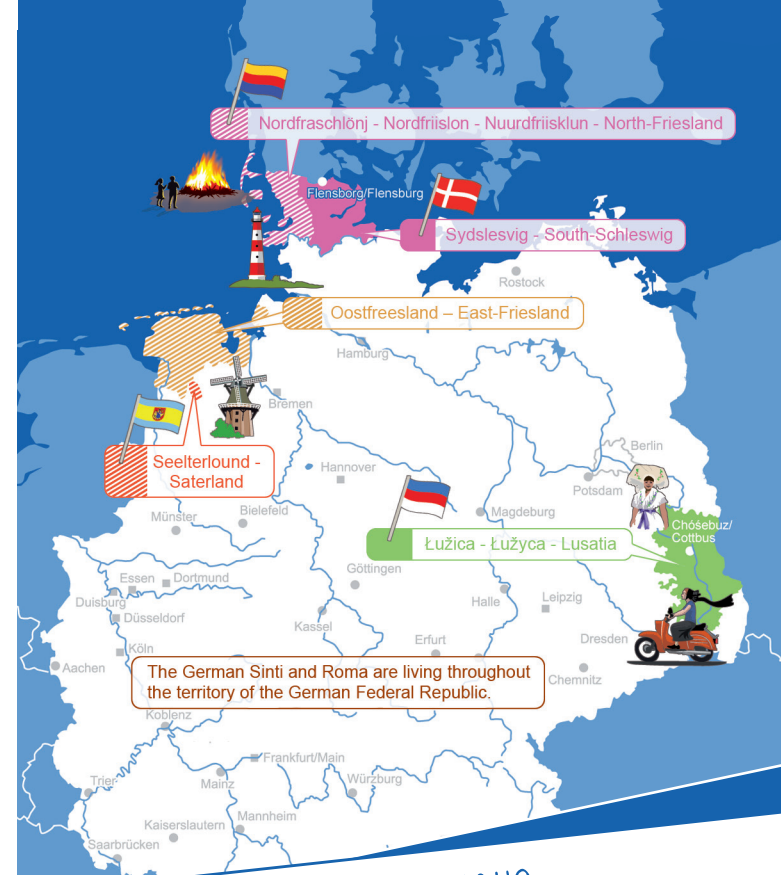 Nordfraschlönj - Nordfriislon - Nuurdfriisklun - North-Friesland
Flensborg/Flensburg
Sydslesvig - South-Schleswig
Rostock
Oostfreesland – East-Friesland
Hamburg
Bremen
Seelterlound -
Saterland
Hannover
Berlin
Potsdam
Münster
Bielefeld
Magdeburg
Chóśebuz/
Cottbus
Łužica - Łužyca - Lusatia
Göttingen
Essen
Dortmund
Duisburg
Düsseldorf
Halle
Leipzig
Kassel
Erfurt
Dresden
Köln
Aachen
The German Sinti and Roma are living throughout
the territory of the German Federal Republic.
Chemnitz
Koblenz
Frankfurt/Main
Trier
Mainz
Würzburg
Kaiserslautern
Mannheim
Saarbrücken